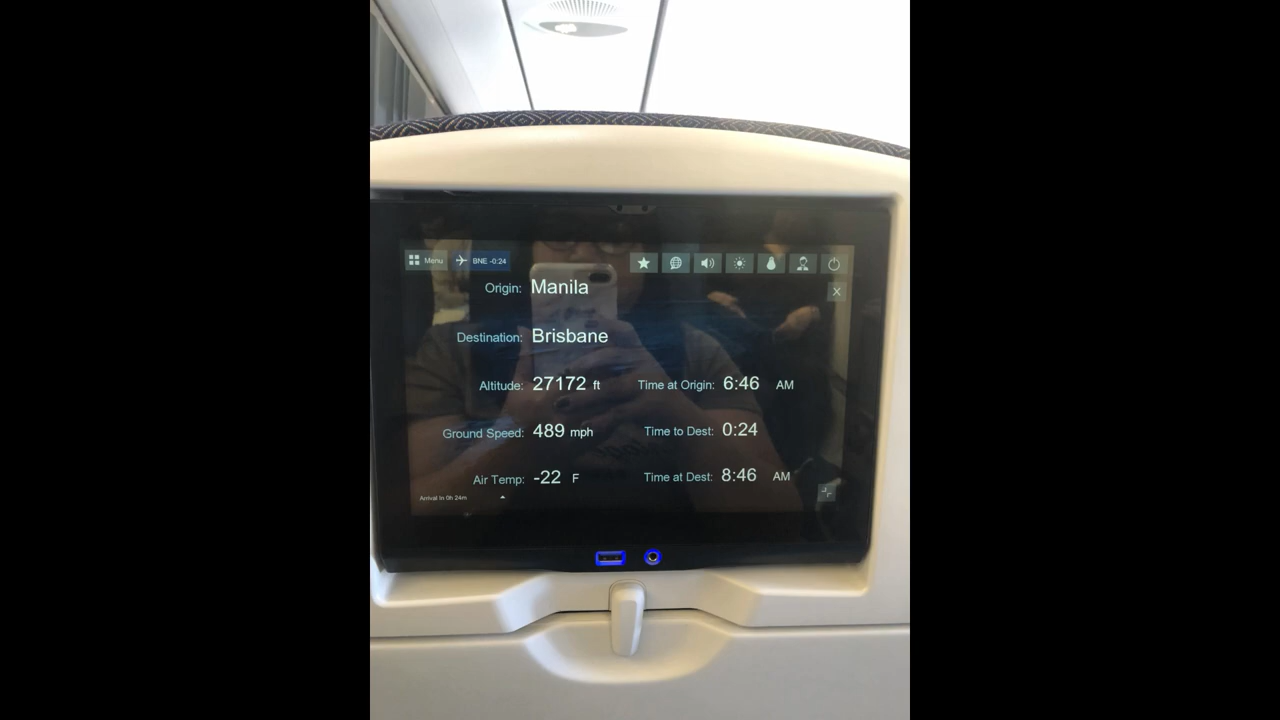 Menu BNE -0:24
X
Origin: Manila
Destination: Brisbane
Altitude: 27172 ft Time at Origin: 6:46 AM
Ground Speed: 489 mph Time to Dest: 0:24
Air Temp: -22 F Time at Dest: 8:46 AM
Arrival in 0h 24m